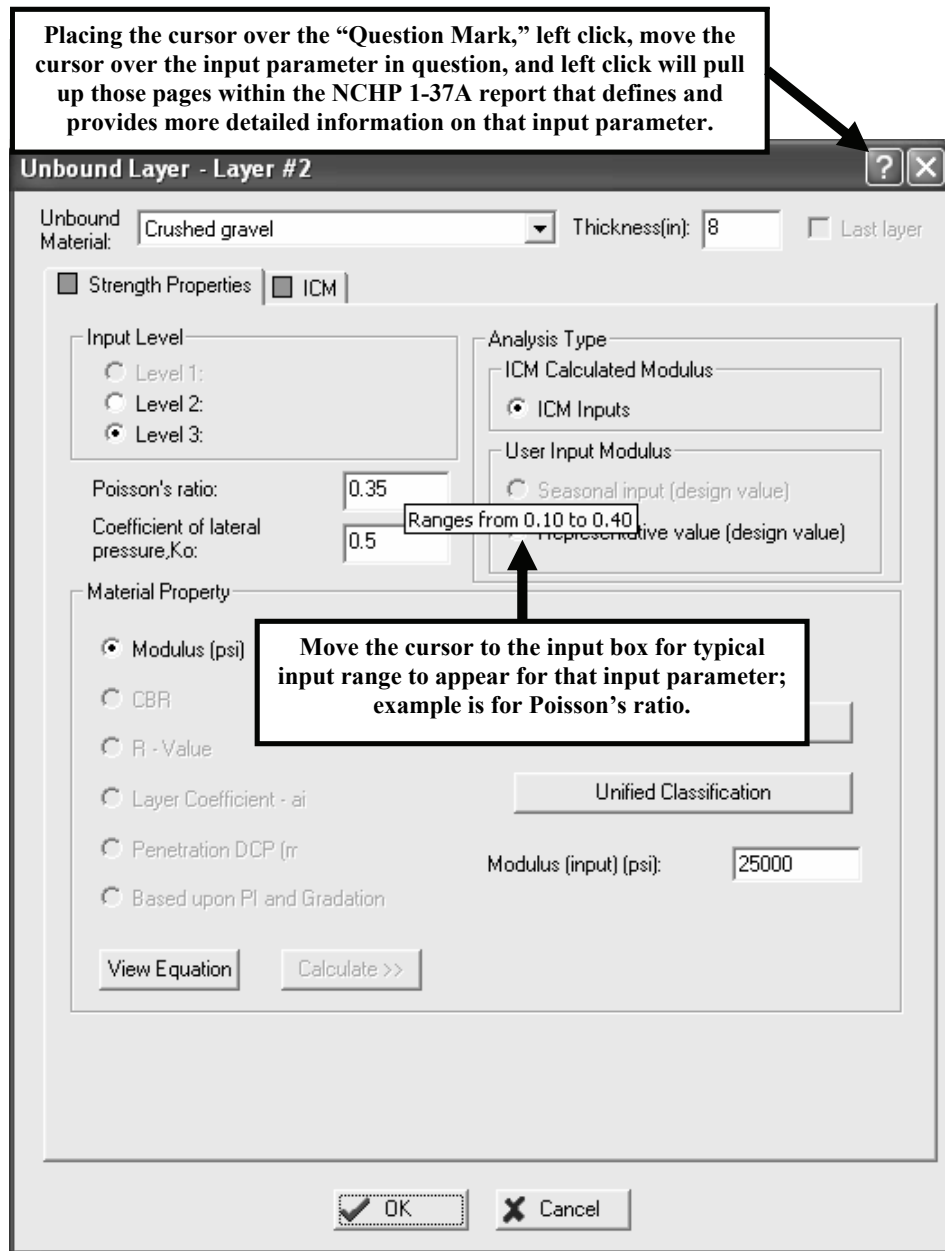 Placing the cursor over the “Question Mark,” left click, move the
cursor over the input parameter in question, and left click will pull
up those pages within the NCHP 1-37A report that defines and
provides more detailed information on that input parameter.
Unbound Layer - Layer #2
Unbound
Material:
Crushed gravel
Thickness(in):
8
Last layer
Strength Properties
ICM
Input Level
Level 1:
Level 2:
Level 3:
Analysis Type
ICM Calculated Modulus
ICM Inputs
User Input Modulus
Seasonal input (design value)
Representative value (design value)
Poisson's ratio:
0.35
Ranges from 0.10 to 0.40
Coefficient of lateral
pressure,Ko:
0.5
Material Property
Modulus (psi)
CBR
R - Value
Layer Coefficient - ai
Penetration DCP (
Based upon PI and Gradation
Move the cursor to the input box for typical
input range to appear for that input parameter;
example is for Poisson’s ratio.
Unified Classification
Modulus (input) (psi):
25000
View Equation
Calculate >>
OK
Cancel